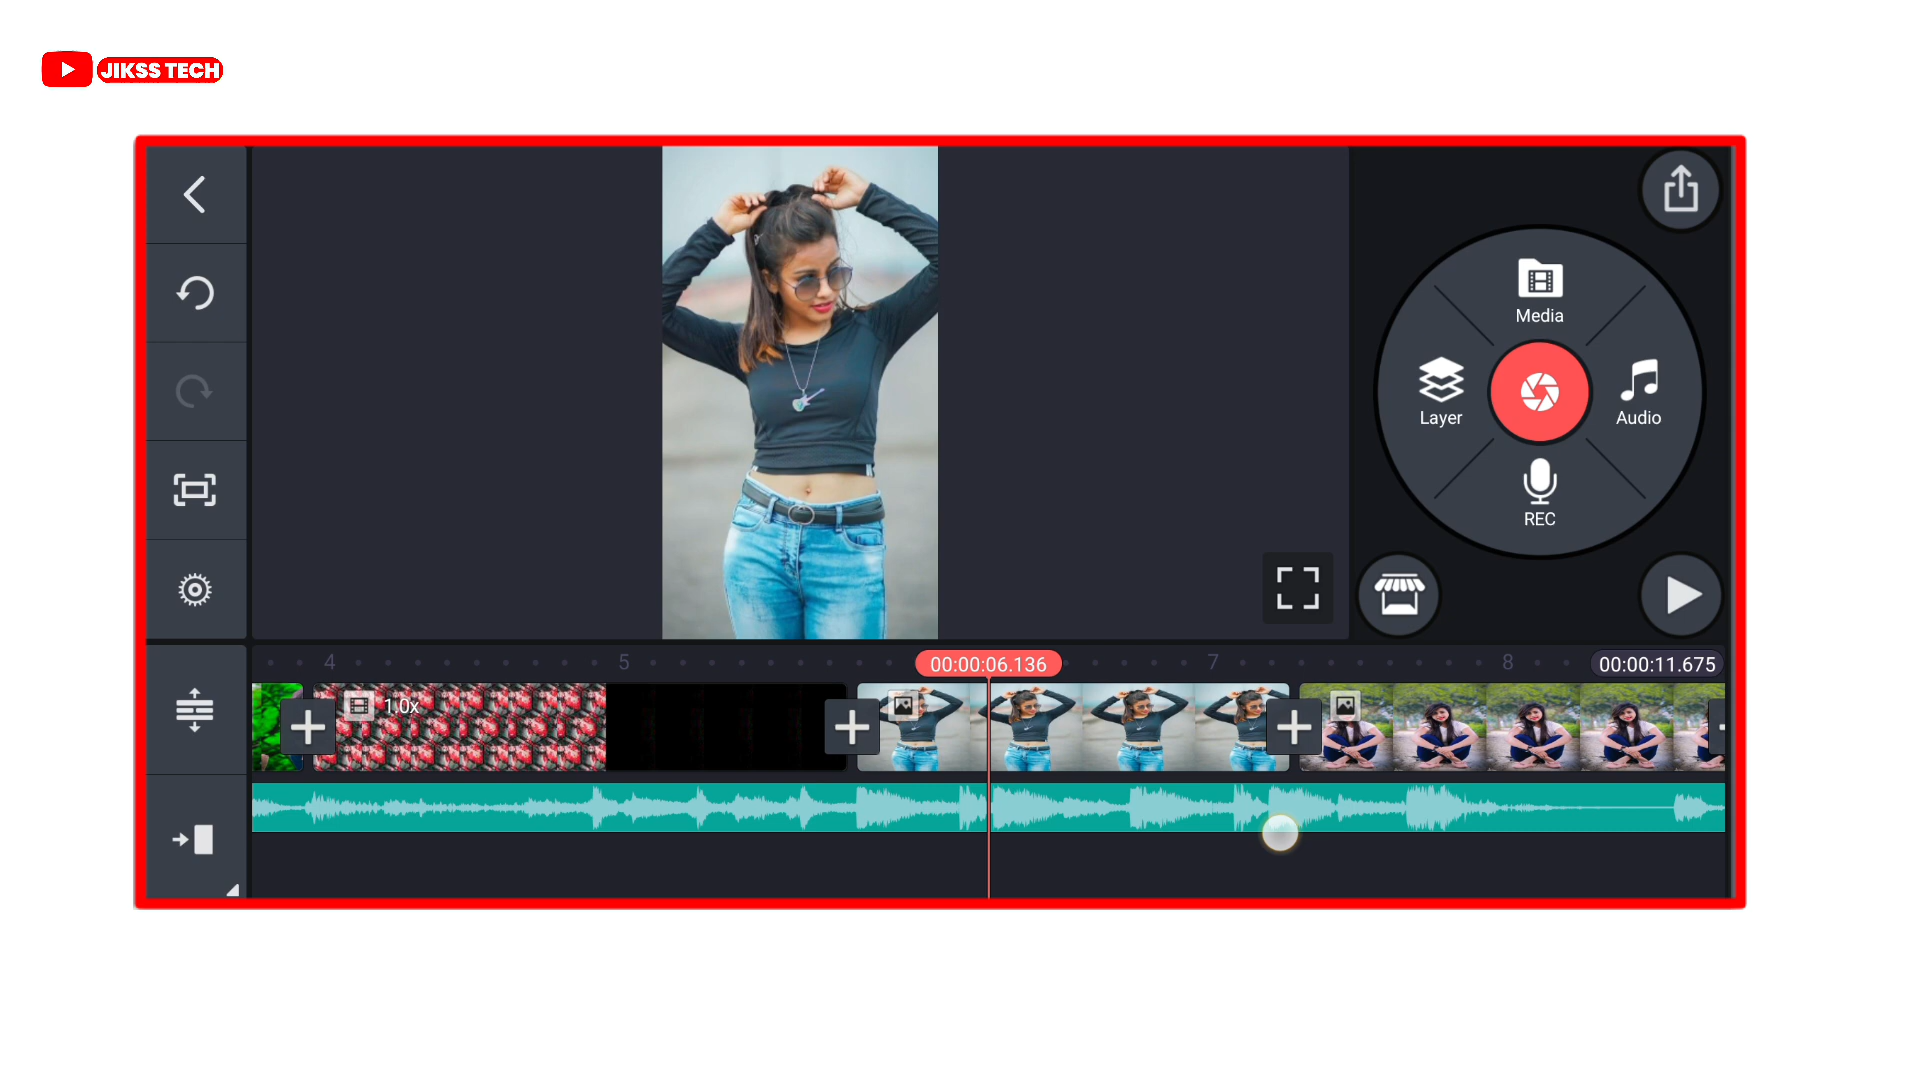 JIKSS TECH
Media
Layer
Audio
REC
4
5
00:00:06.136
7
8
00:00:11.675
1.0x